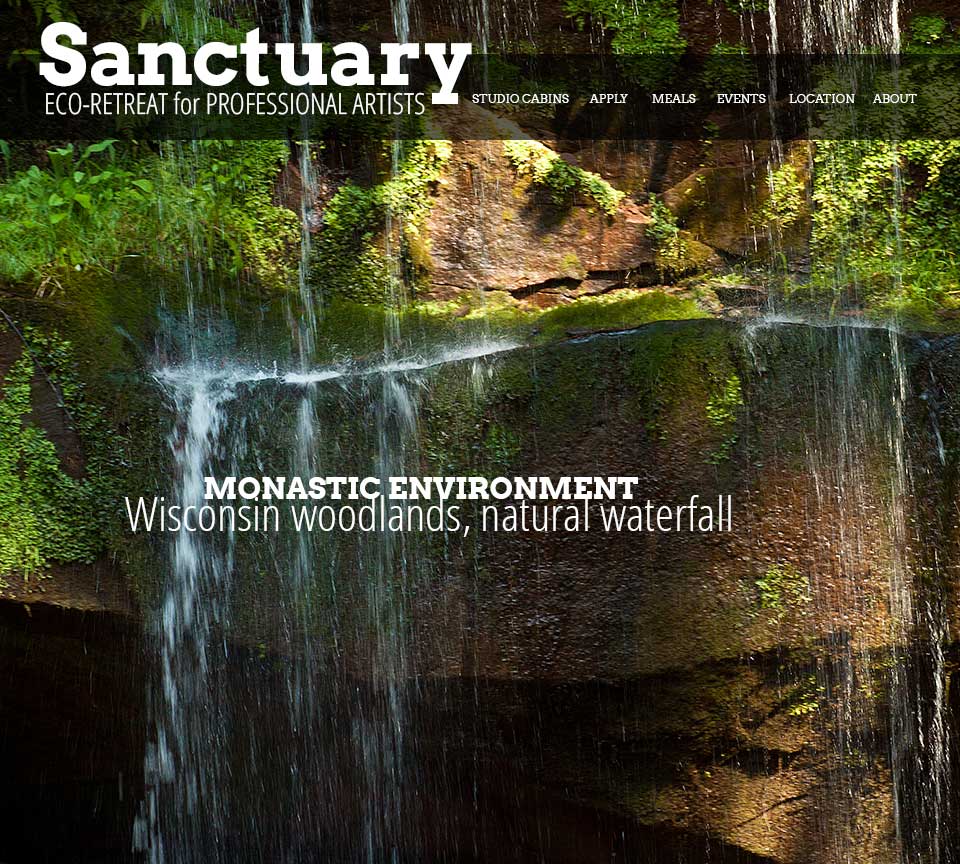 Sanctuary
ECO-RETREAT for PROFESSIONAL ARTISTS
STUDIO CABINS APPLY MEALS EVENTS LOCATION ABOUT
MONASTIC ENVIRONMENT
Wisconsin woodlands, natural waterfall